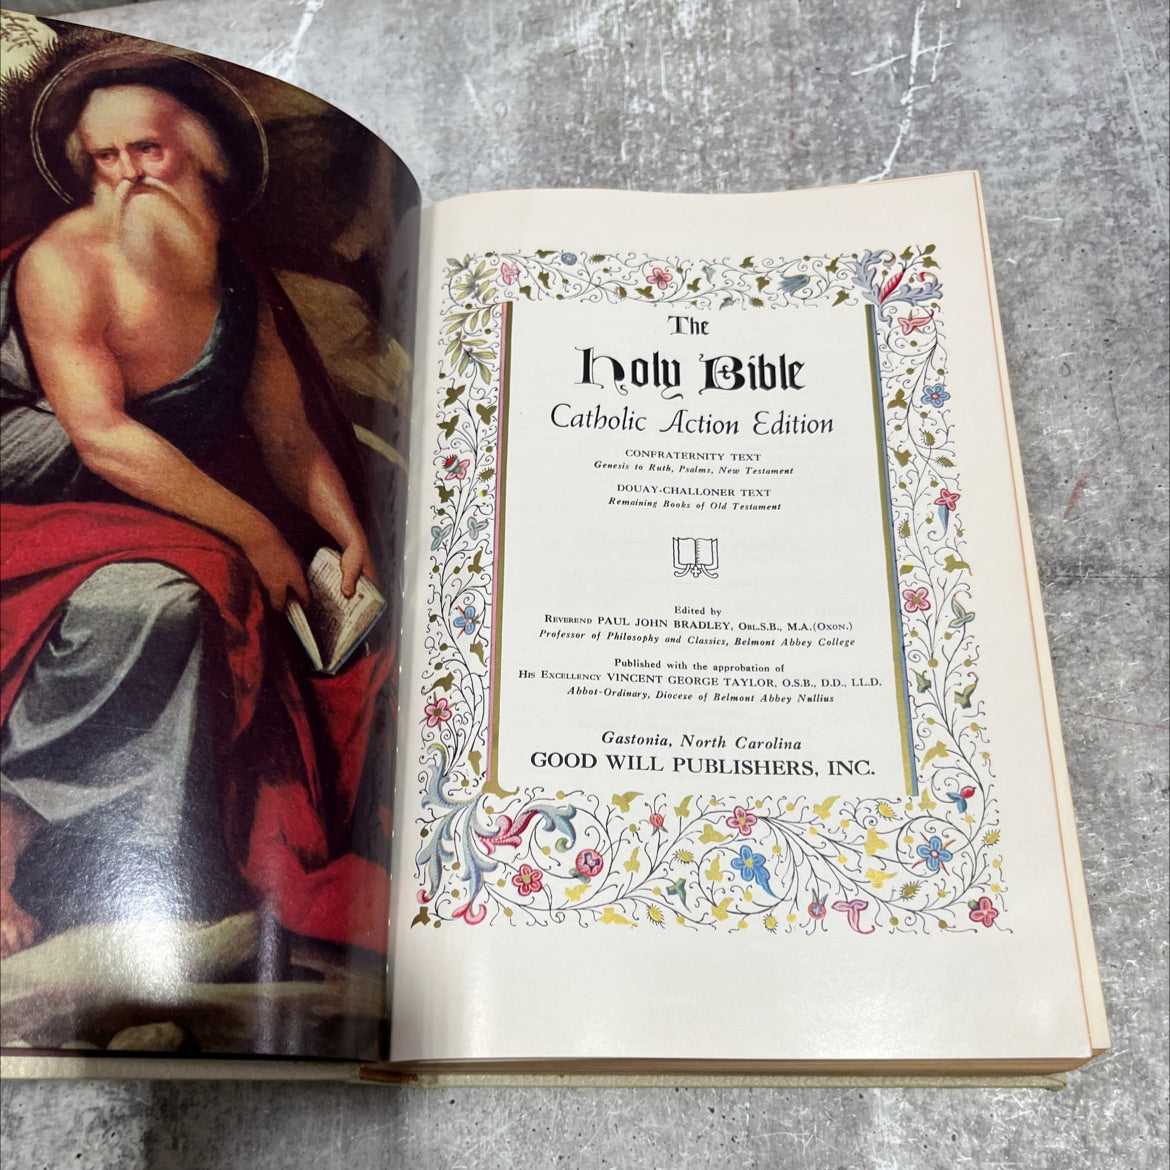 The
Holy Bible
Catholic Action Edition
CONFRATERNITY TEXT
Genesis to Ruth, Psalms, New Testament
DOUAY-CHALLONER TEXT
Remaining Books of Old Testament
Edited by
REVEREND PAUL JOHN BRADLEY, OBL.S.B., M.A.(OXON.)
Professor of Philosophy and Classics, Belmont Abbey College
Published with the approbation of
HIS EXCELLENCY VINCENT GEORGE TAYLOR, O.S.B., D.D., LL.D.
Abbot-Ordinary, Diocese of Belmont Abbey Nullius
Gastonia, North Carolina
GOOD WILL PUBLISHERS, INC.